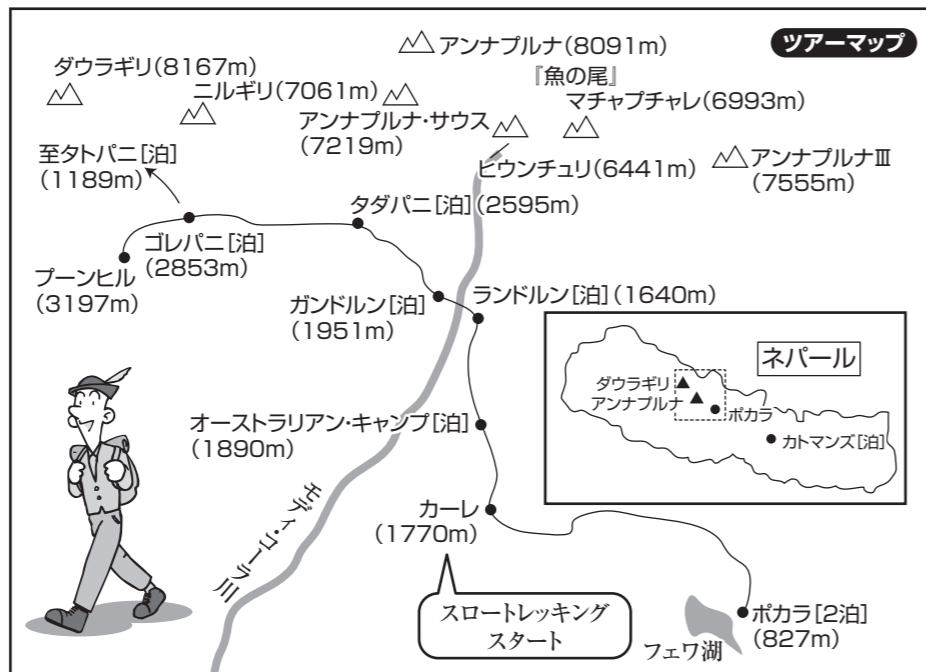 ツアーマップ
アンナプルナ(8091m)
ダウラギリ(8167m)
『魚の尾』
ニルギリ(7061m)
マチャプチャレ(6993m)
アンナプルナ・サウス
(7219m)
至タトパニ[泊]
(1189m)
ヒウンチュリ(6441m)
アンナプルナⅢ
(7555m)
タダパニ[泊](2595m)
ゴレパニ[泊]
(2853m)
プーンヒル
(3197m)
ガンドルン[泊]
(1951m)
ランドルン[泊](1640m)
ネパール
ダウラギリ
アンナプルナ
ポカラ
カトマンズ[泊]
オーストラリアン・キャンプ[泊]
(1890m)
モディ・コーラ川
カーレ
(1770m)
スロートレッキング
スタート
ポカラ[2泊]
(827m)
フェワ湖